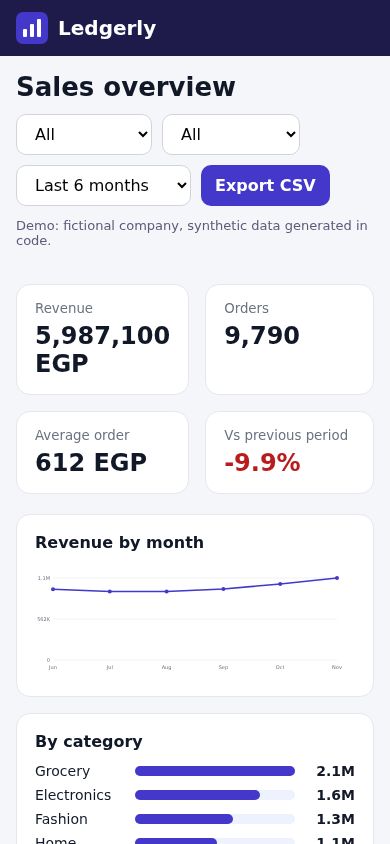 Ledgerly
Sales overview
All
All
Last 6 months
Export CSV
Demo: fictional company, synthetic data generated in
code.
Revenue
5,987,100
EGP
Orders
9,790
Average order
612 EGP
Vs previous period
-9.9%
Revenue by month
1.1M
562K
0
Jun
Jul
Aug
Sep
Oct
Nov
By category
Grocery
2.1M
Electronics
1.6M
Fashion
1.3M
Home
1.1M